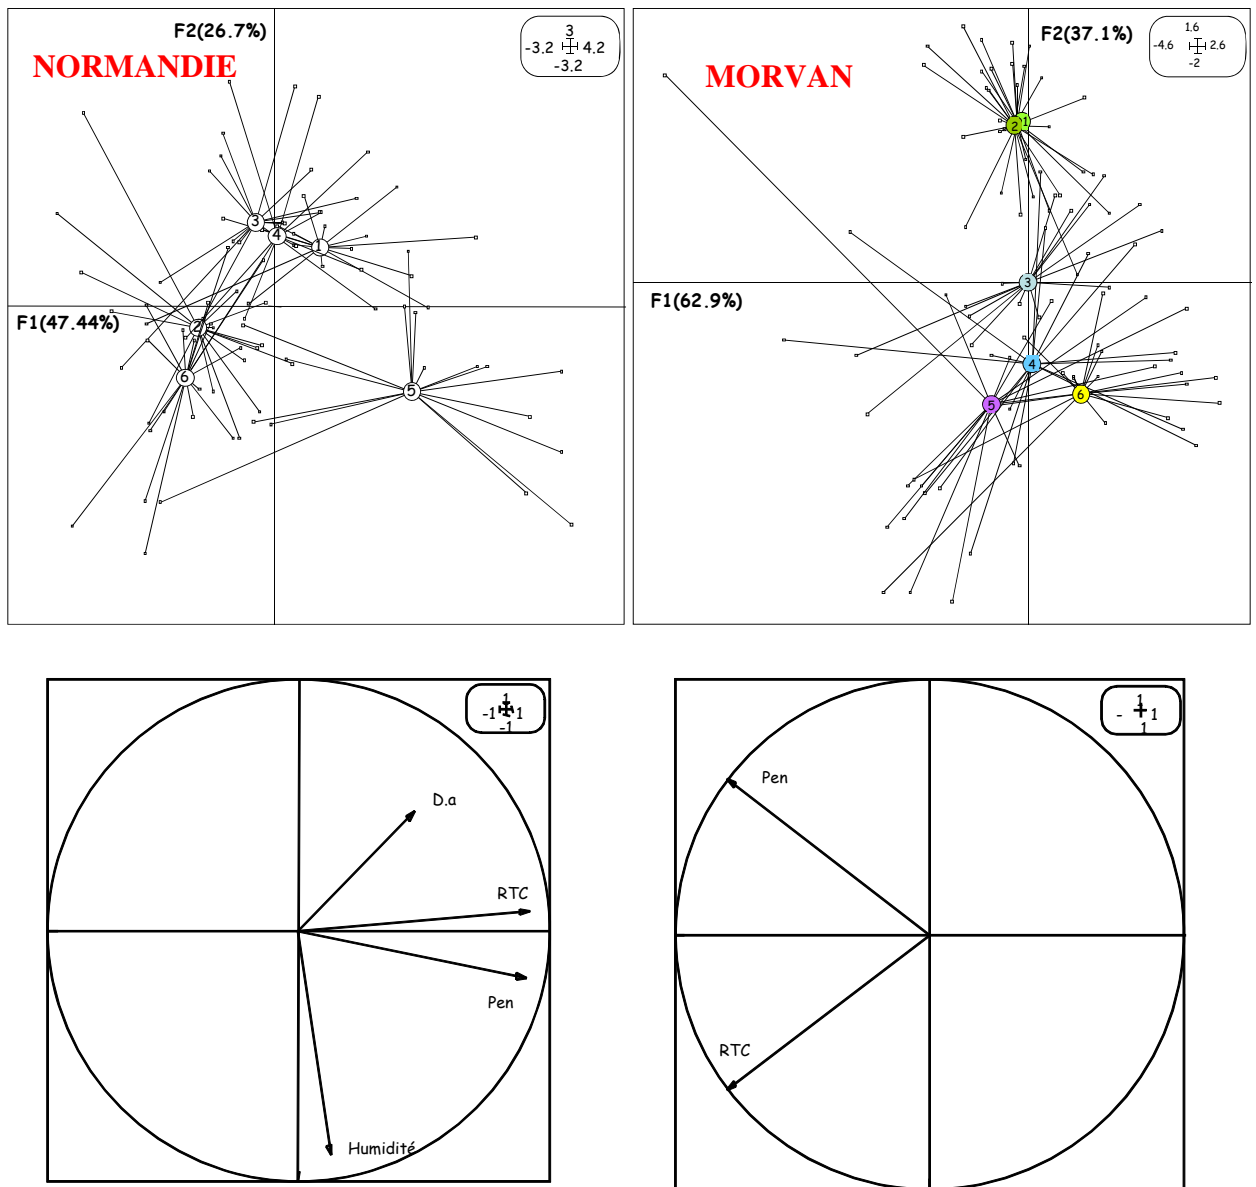 F2(26.7%)
NORMANDIE
3
-3.2 4.2
-3.2
F1(47.44%)
3
4
1
2
6
5
F2(37.1%)
MORVAN
1.6
-4.6 2.6
-2
F1(62.9%)
2 1
3
4
5
6
1
-1 1
-1
D.a
RTC
Pen
Humidité
1
- 1
1
Pen
RTC